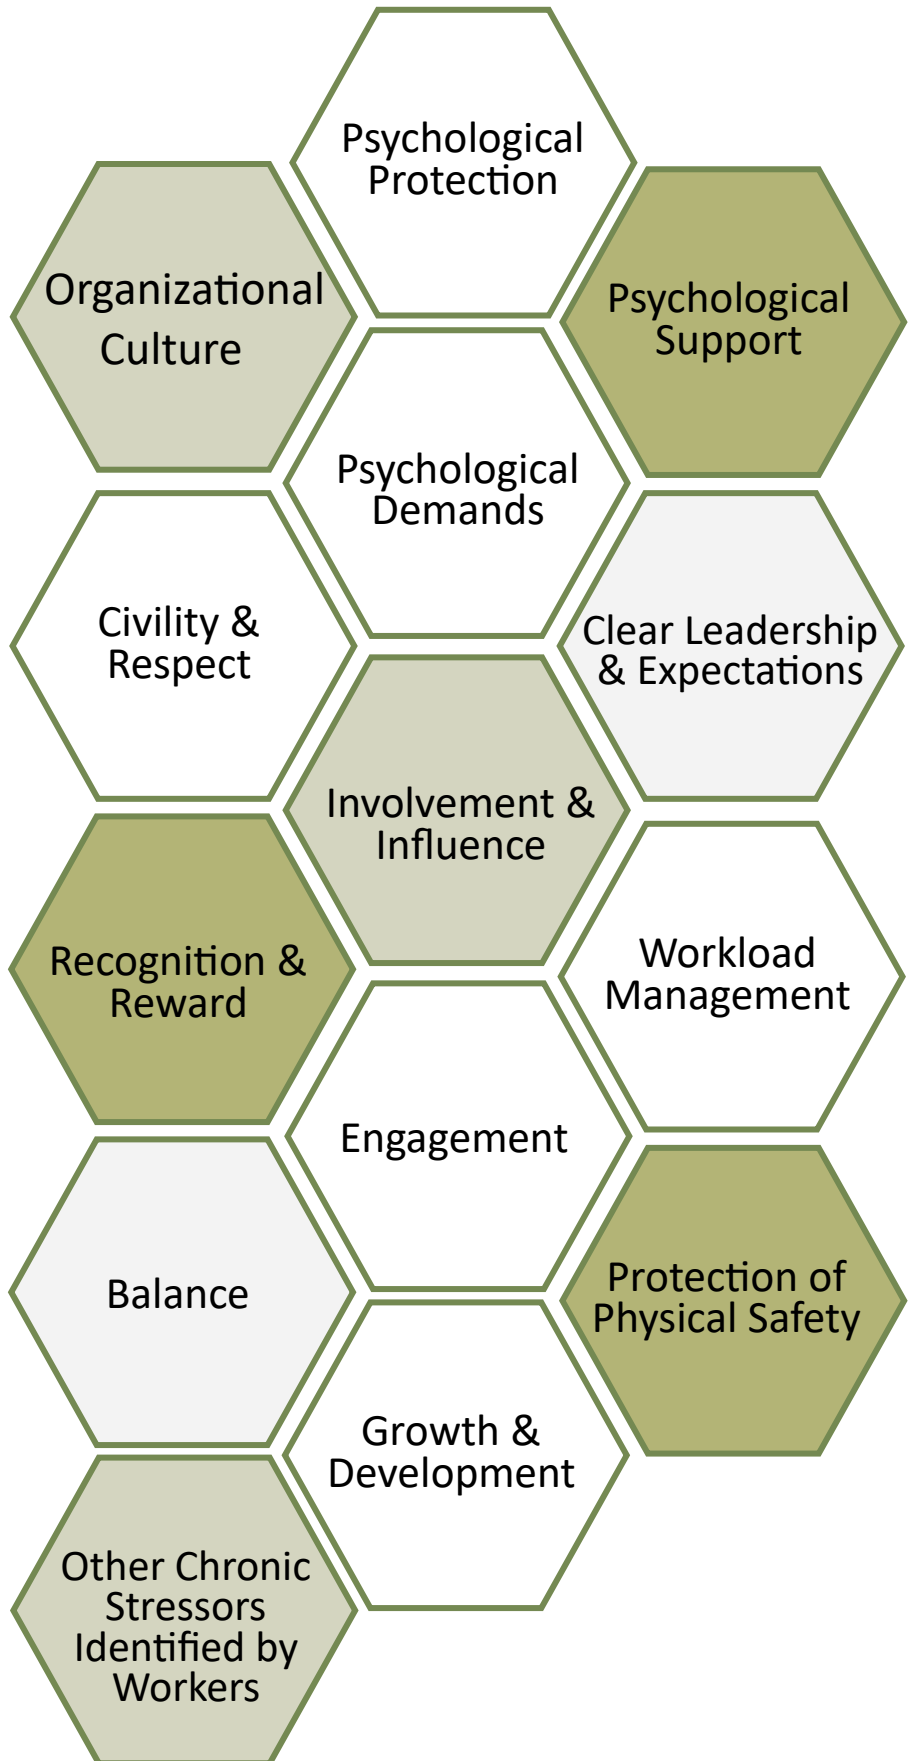 Psychological
Protection
Organizational
Culture
Psychological
Support
Psychological
Demands
Civility &
Respect
Clear Leadership
& Expectations
Involvement &
Influence
Recognition &
Reward
Workload
Management
Engagement
Balance
Protection of
Physical Safety
Growth &
Development
Other Chronic
Stressors
Identified by
Workers